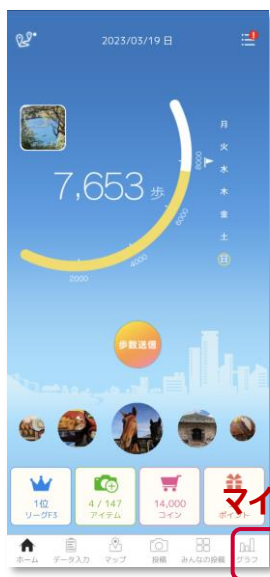 2023/03/19 日
!
月
火
水
木
金
土
日
8000
7,653 歩
6000
4000
2000
歩数送信
1位
リーグF3
4 / 147
アイテム
14,000
コイン
ポイント
マイ
ホーム
データ入力
マップ
投稿
みんなの投稿
グラフ